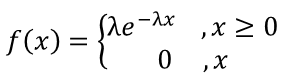 f(x) = {λe^{-λx} , x ≥ 0
0 , x